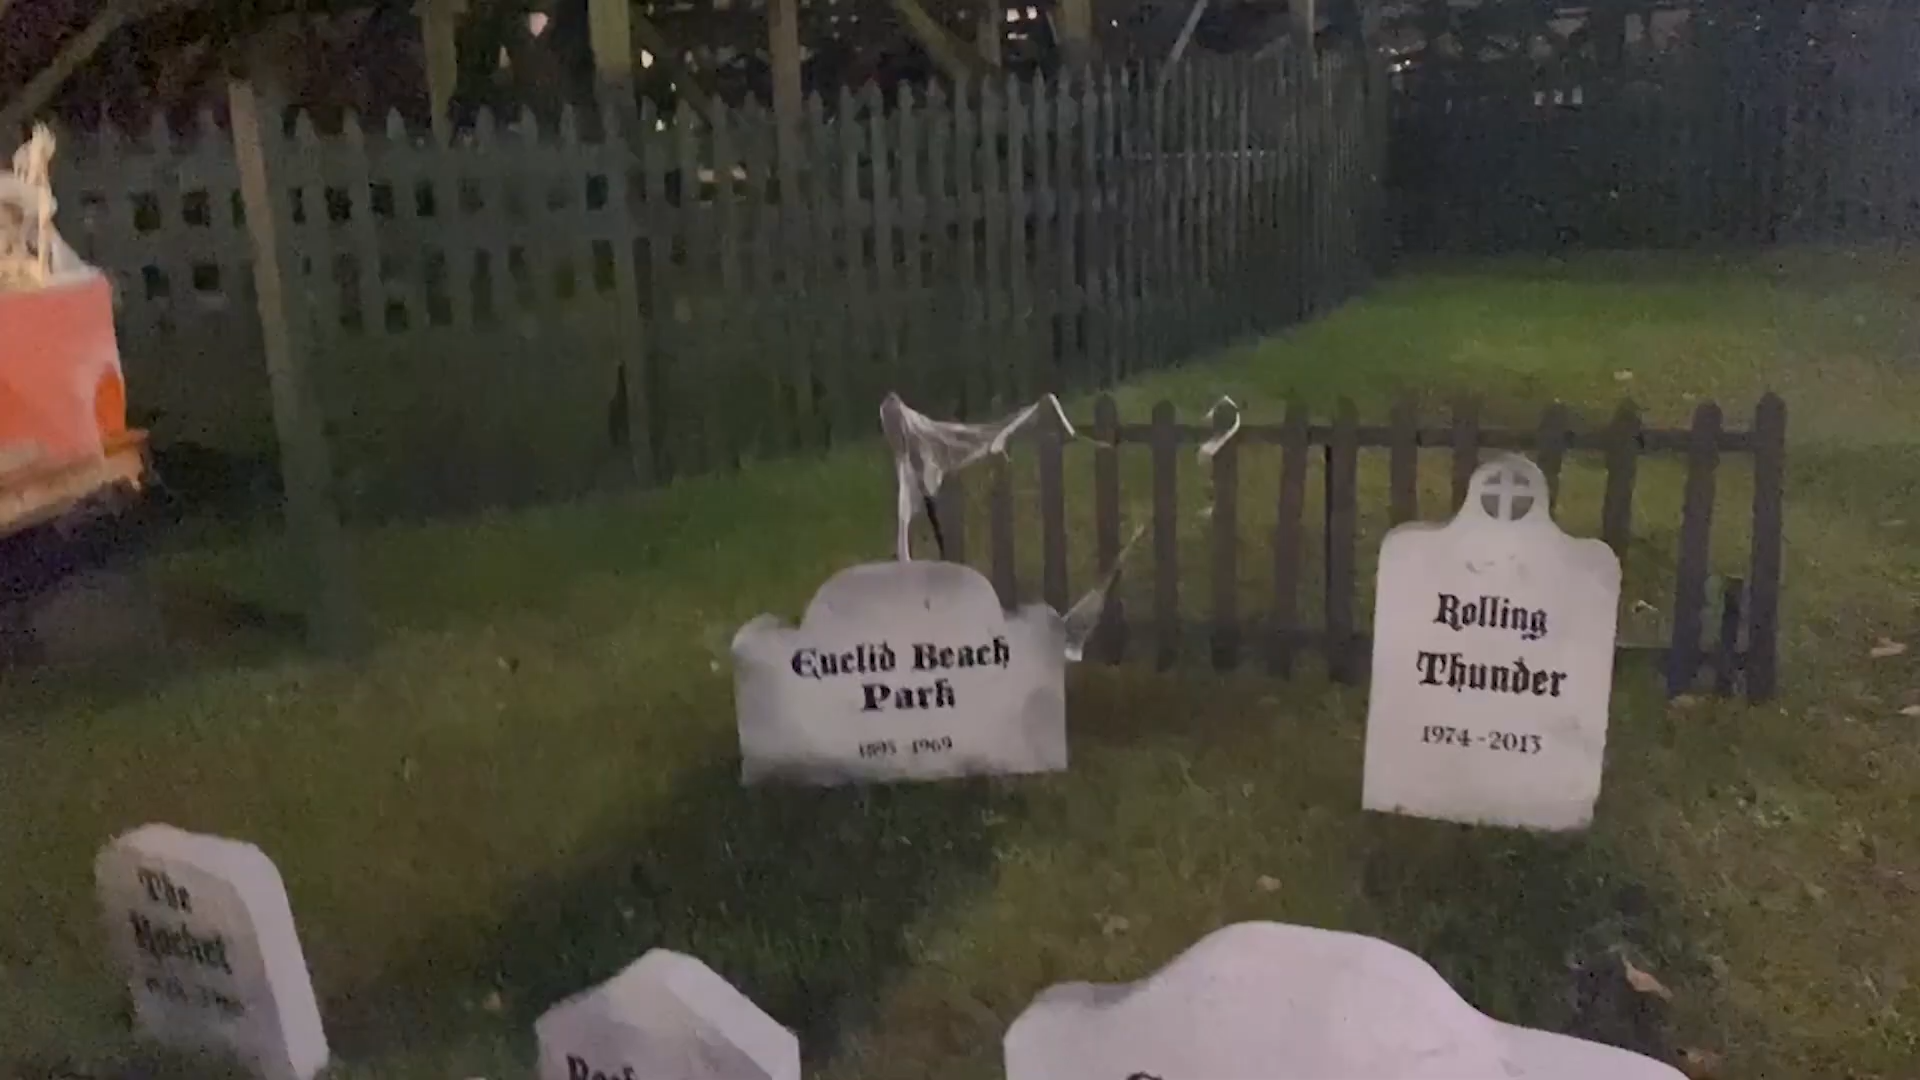 Euclid Beach
Park
1895-1969
Rolling
Thunder
1974-2013
The
Rocket